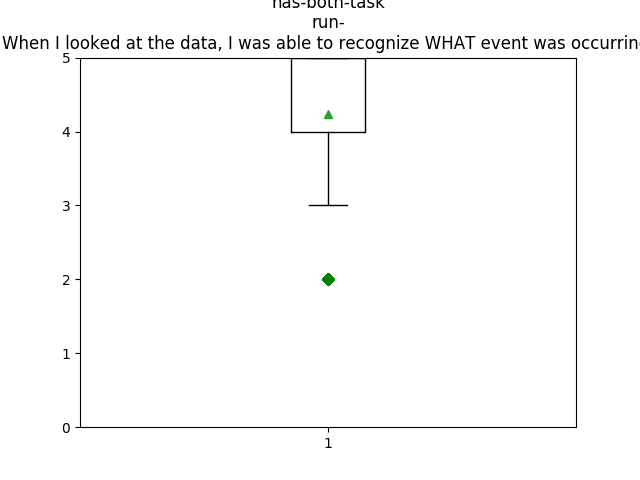 has-both-task
run-
When I looked at the data, I was able to recognize WHAT event was occurrin
5
4
3
2
1
0
1